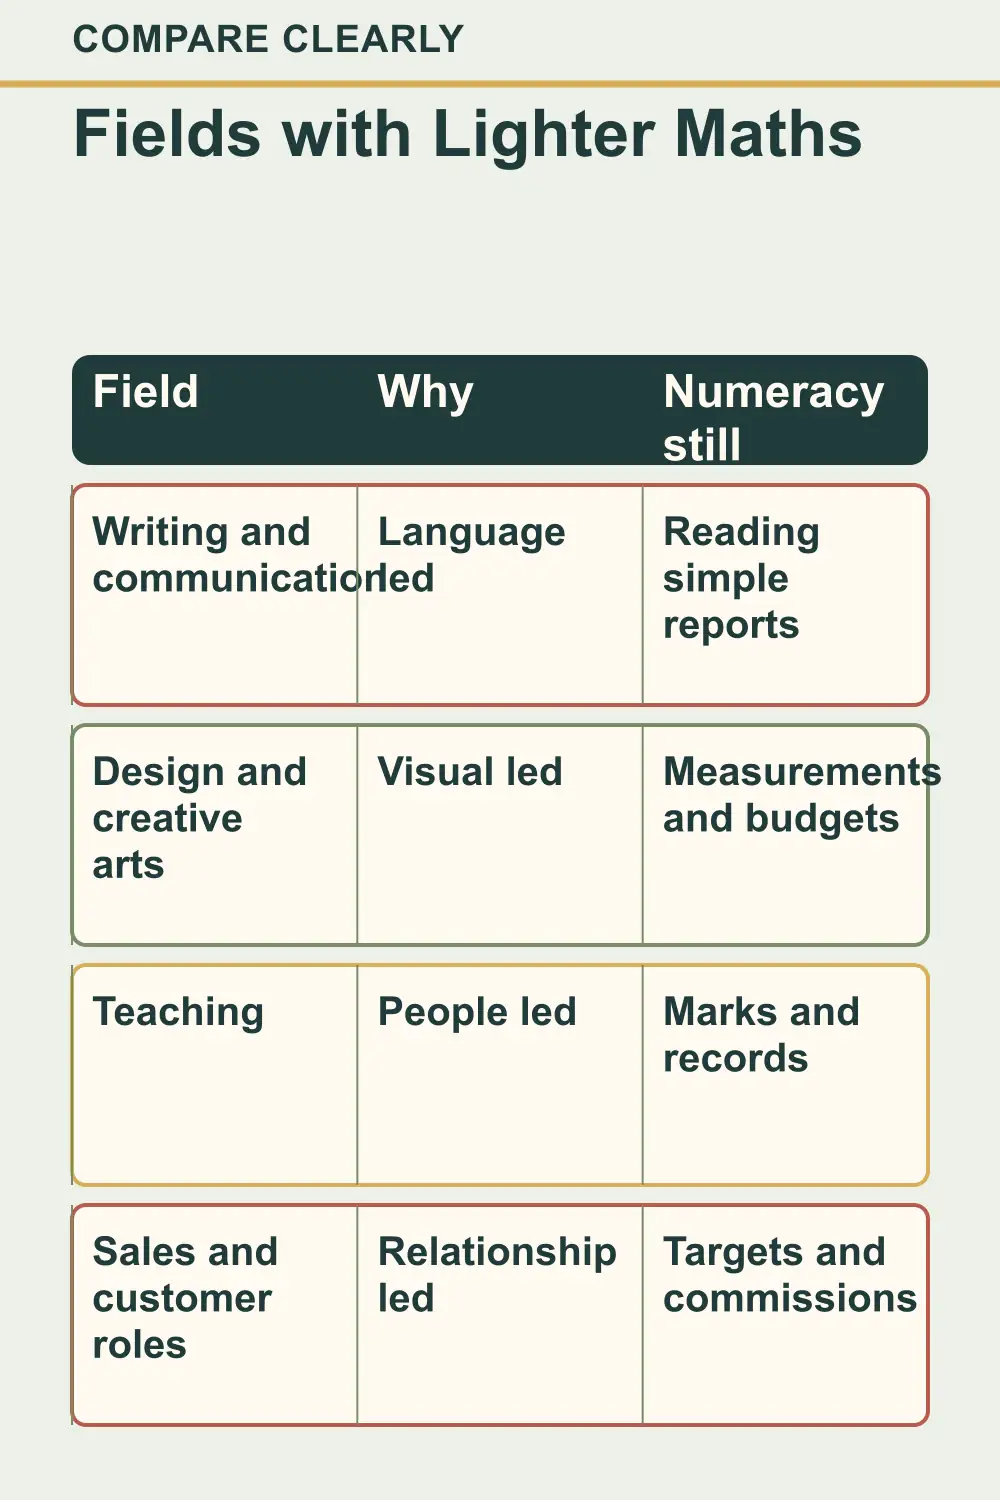 COMPARE CLEARLY
Fields with Lighter Maths
Field
Why
Numeracy
still
Writing and
communication
Language
led
Reading
simple
reports
Design and
creative
arts
Visual led
Measurements
and budgets
Teaching
People led
Marks and
records
Sales and
customer
roles
Relationship
led
Targets and
commissions